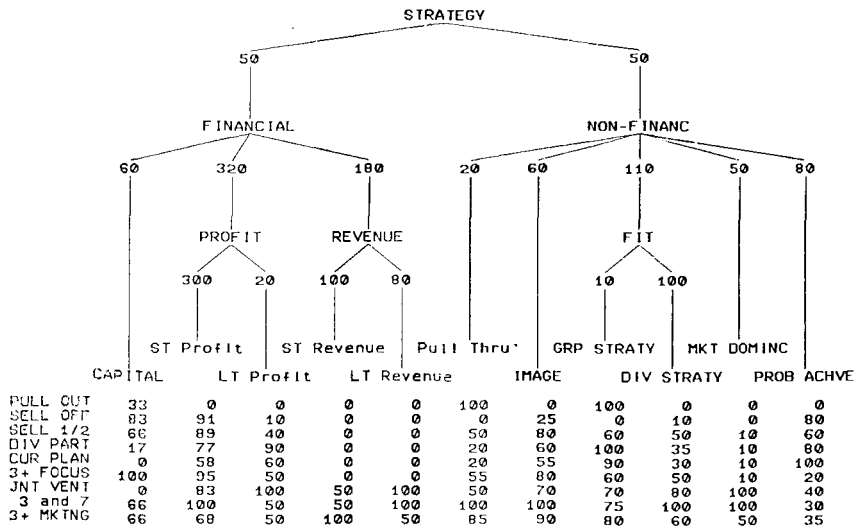 STRATEGY
50 50
FINANCIAL NON-FINANC
60 320 180 20 60 110 50 80
PROFIT REVENUE FIT
300 20 100 80 10 100
ST Profit ST Revenue Pull Thru' GRP STRATY MKT DOMINC
CAPITAL LT Profit LT Revenue IMAGE DIV STRATY PROB ACHVE
PULL OUT 33 0 0 0 0 100 0 100 0 0 0
SELL OFF 83 91 10 0 0 0 25 0 10 0 80
SELL 1/2 66 89 40 0 0 50 80 60 50 10 60
DIV PART 17 77 90 0 0 20 60 100 35 10 80
CUR PLAN 0 58 60 0 0 20 55 90 30 10 100
3+ FOCUS 100 95 50 0 0 55 80 60 50 10 20
JNT VENT 0 83 100 50 100 50 70 70 80 100 40
3 and 7 66 100 50 50 100 100 100 75 100 100 30
3+ MKTNG 66 68 50 100 50 85 90 80 60 50 35